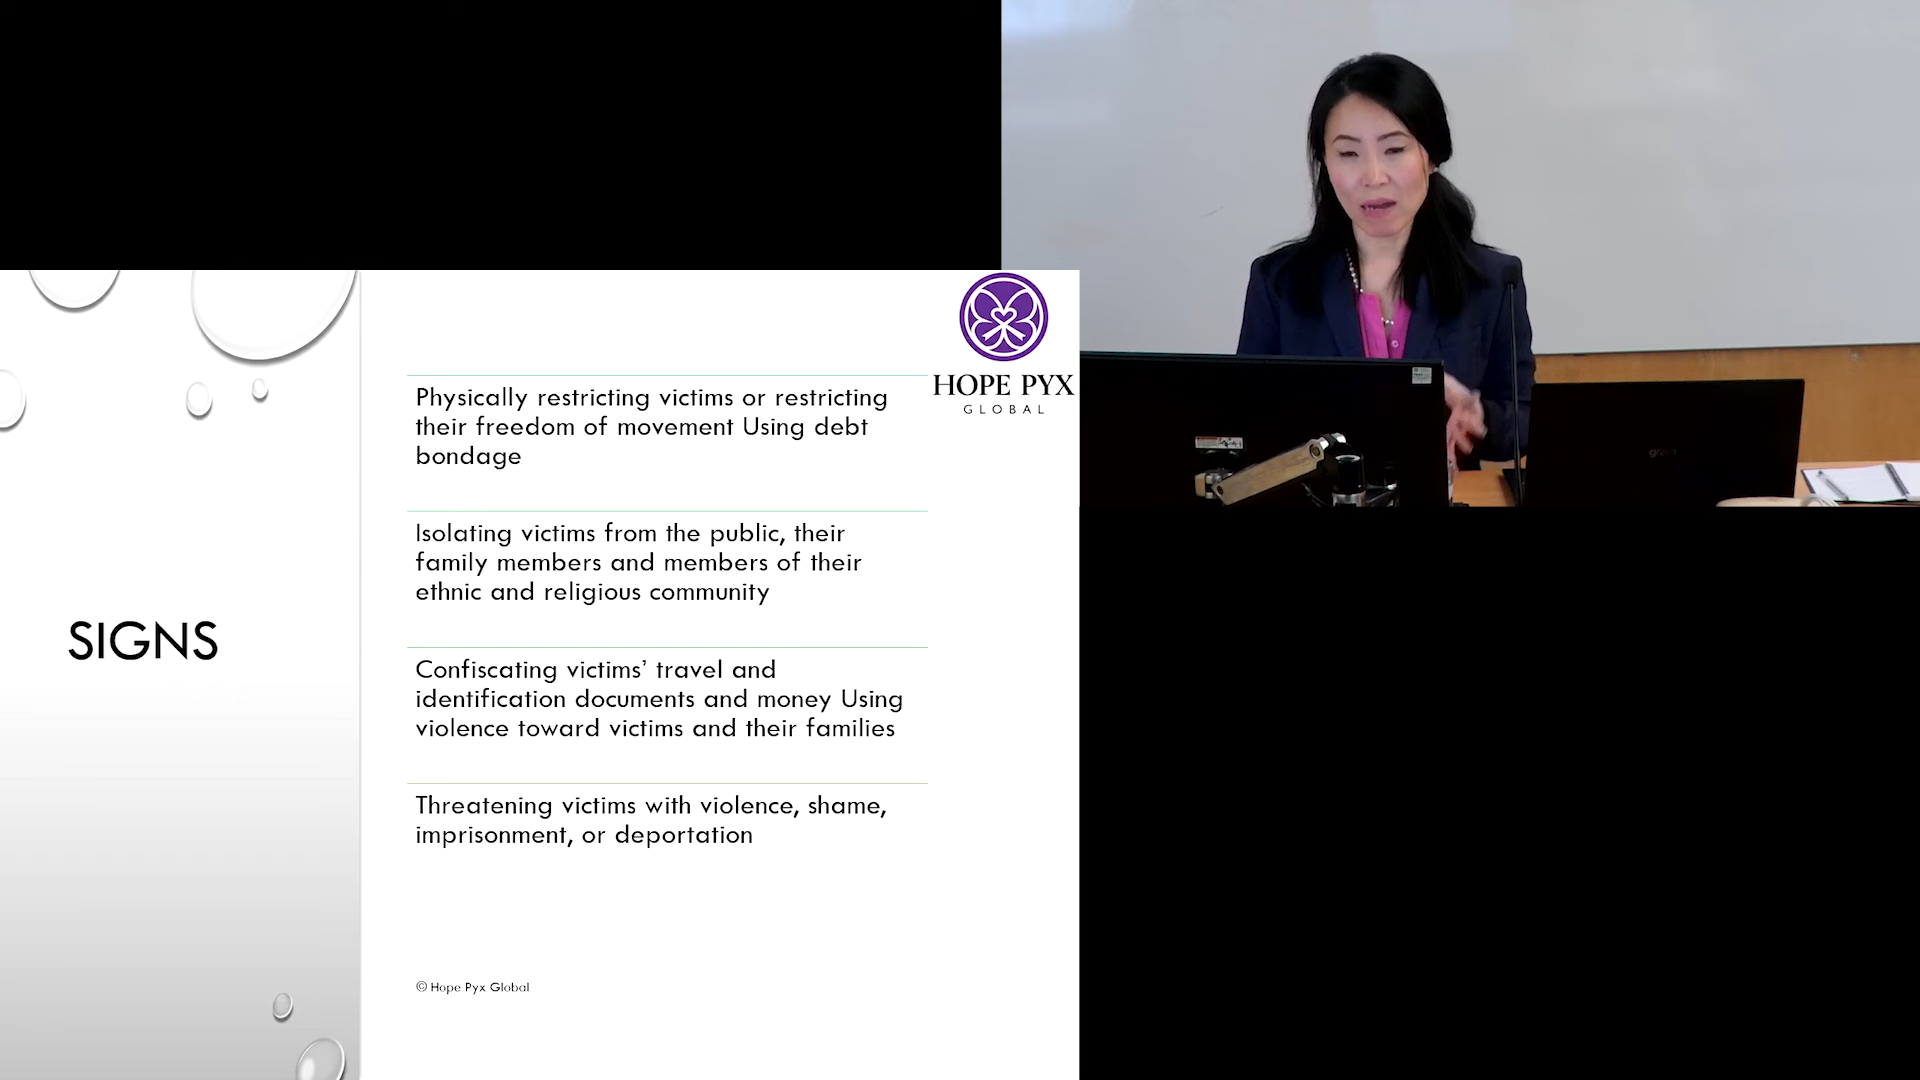 HOPE PYX
GLOBAL
SIGNS
Physically restricting victims or restricting
their freedom of movement Using debt
bondage
Isolating victims from the public, their
family members and members of their
ethnic and religious community
Confiscating victims’ travel and
identification documents and money Using
violence toward victims and their families
Threatening victims with violence, shame,
imprisonment, or deportation
© Hope Pyx Global